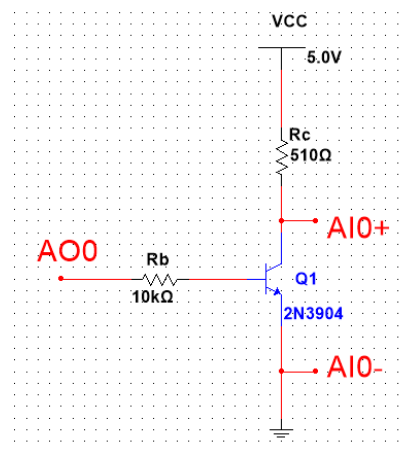 VCC
5.0V
Rc
510Ω
AI0+
AO0
Rb
10kΩ
Q1
2N3904
AI0-